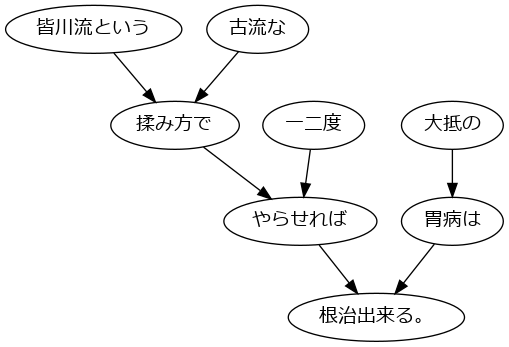 皆川流という
古流な
揉み方で
一二度
大抵の
やらせれば
胃病は
根治出来る。